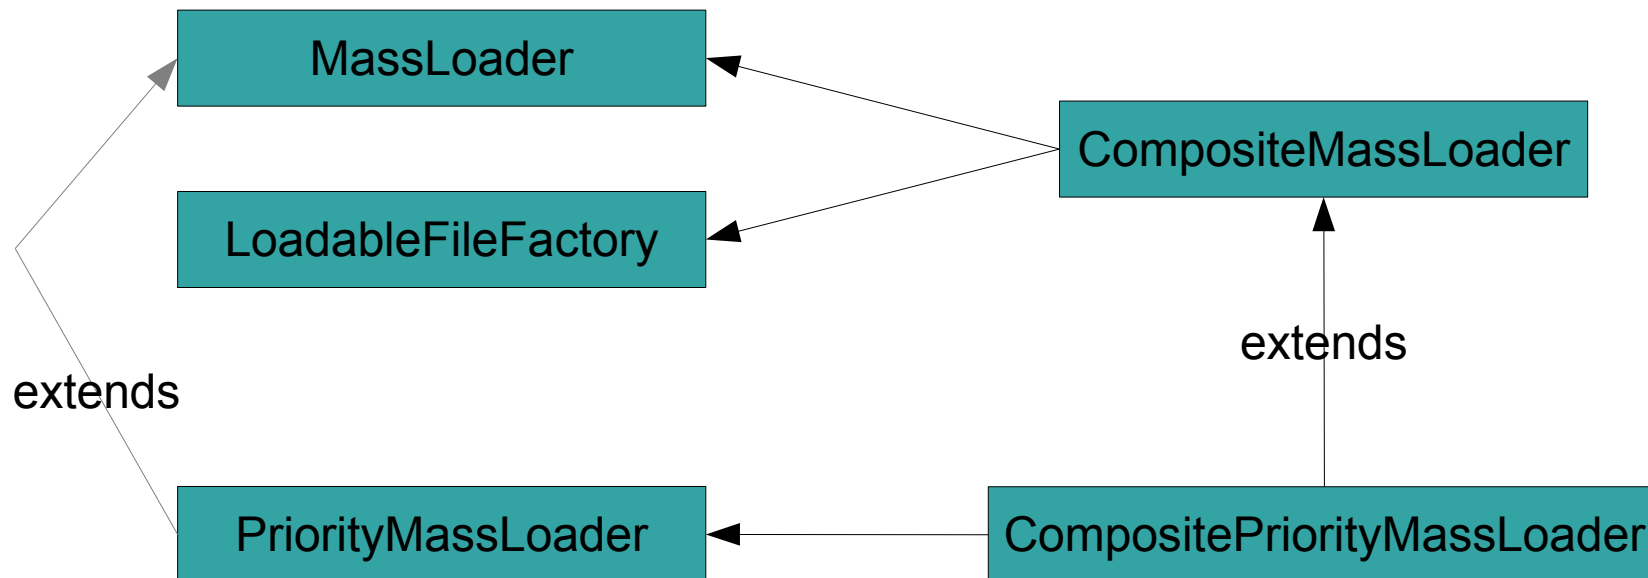 MassLoader
CompositeMassLoader
LoadableFileFactory
extends
extends
PriorityMassLoader
CompositePriorityMassLoader